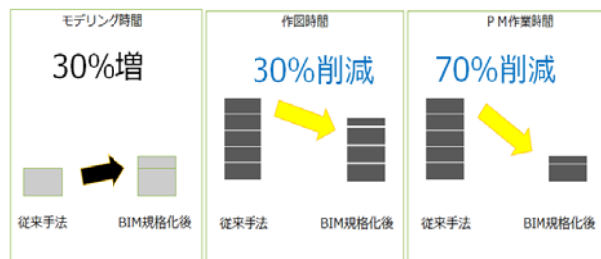 モデリング時間
30%増
従来手法
BIM規格化後
作図時間
30%削減
従来手法
BIM規格化後
ＰＭ作業時間
70%削減
従来手法
BIM規格化後